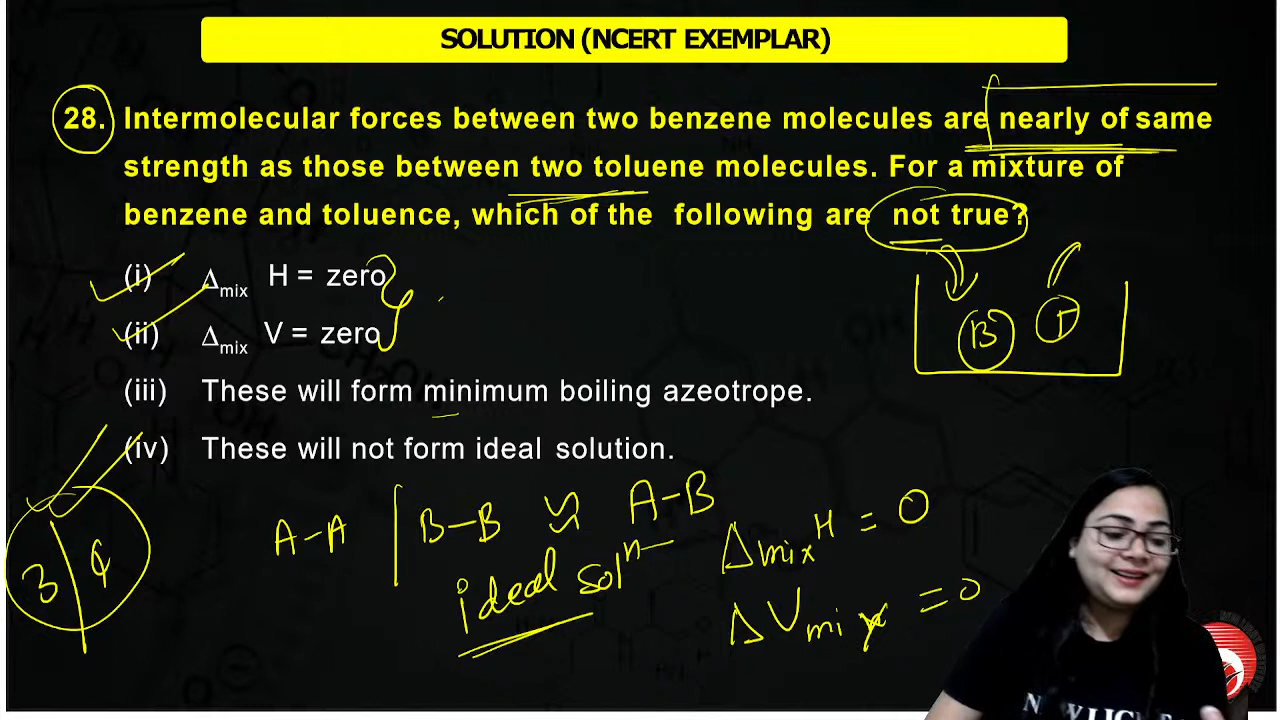 SOLUTION (NCERT EXEMPLAR)
28. Intermolecular forces between two benzene molecules are nearly of same
strength as those between two toluene molecules. For a mixture of
benzene and toluence, which of the following are not true?
(i) Δmix H = zero
(ii) Δmix V = zero
(iii) These will form minimum boiling azeotrope.
(iv) These will not form ideal solution.
B T
A-A | B-B ≈ A-B
ideal soln
ΔmixH = 0
ΔVmix = 0
3 4